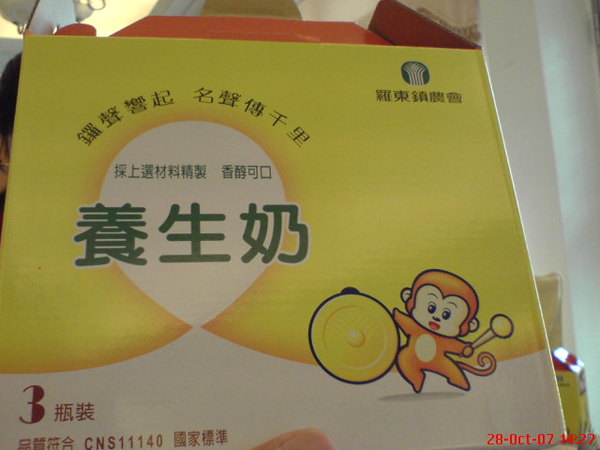 羅東鎮農會
鑼聲響起 名聲傳千里
採上選材料精製 香醇可口
養生奶
3瓶裝
品質符合 CNS11140 國家標準
28-Oct-07 14:27